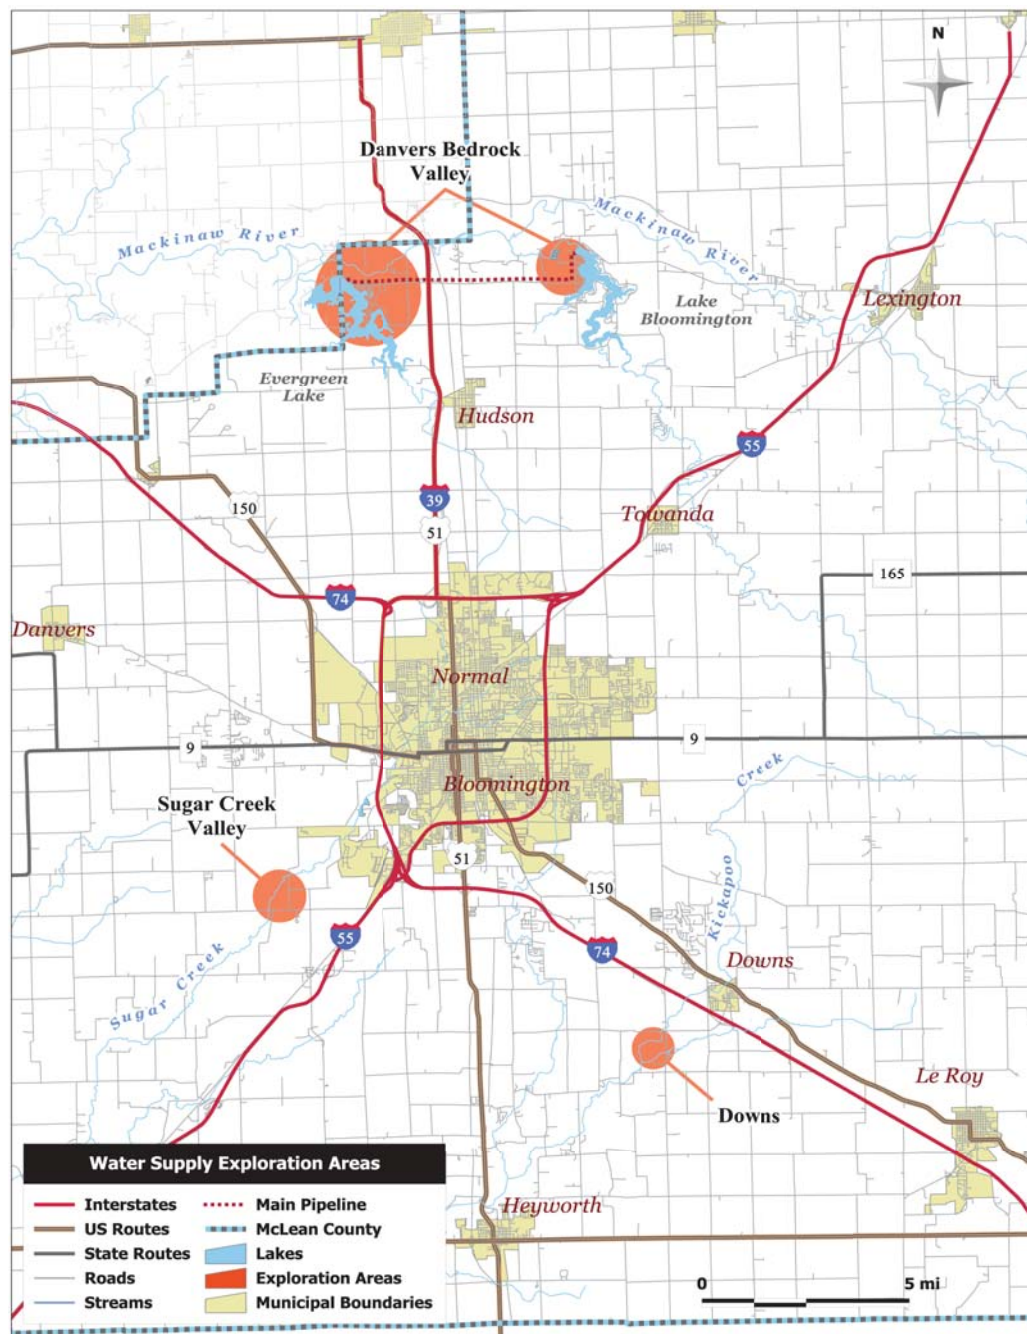 N
Danvers Bedrock
Valley
Mackinaw River
Mackinaw River
Lexington
Lake
Bloomington
Evergreen
Lake
Hudson
55
39
150
51
Towanda
165
74
Danvers
Normal
9
9
Creek
Bloomington
Sugar Creek
Valley
51
150
Kickapoo
55
74
Downs
Sugar Creek
Le Roy
Downs
Water Supply Exploration Areas
Interstates
Main Pipeline
US Routes
McLean County
State Routes
Lakes
Roads
Exploration Areas
Streams
Municipal Boundaries
Heyworth
0 5 mi